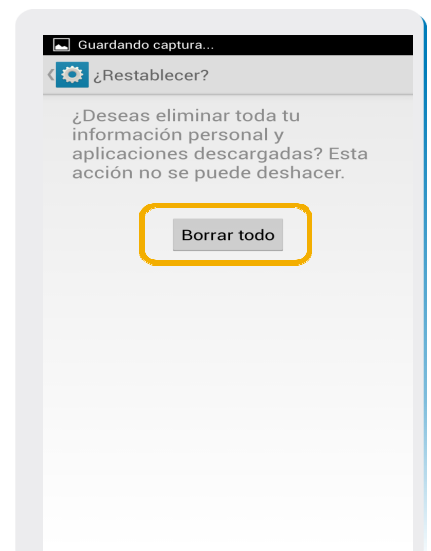 Guardando captura...
¿Restablecer?
¿Deseas eliminar toda tu
información personal y
aplicaciones descargadas? Esta
acción no se puede deshacer.
Borrar todo